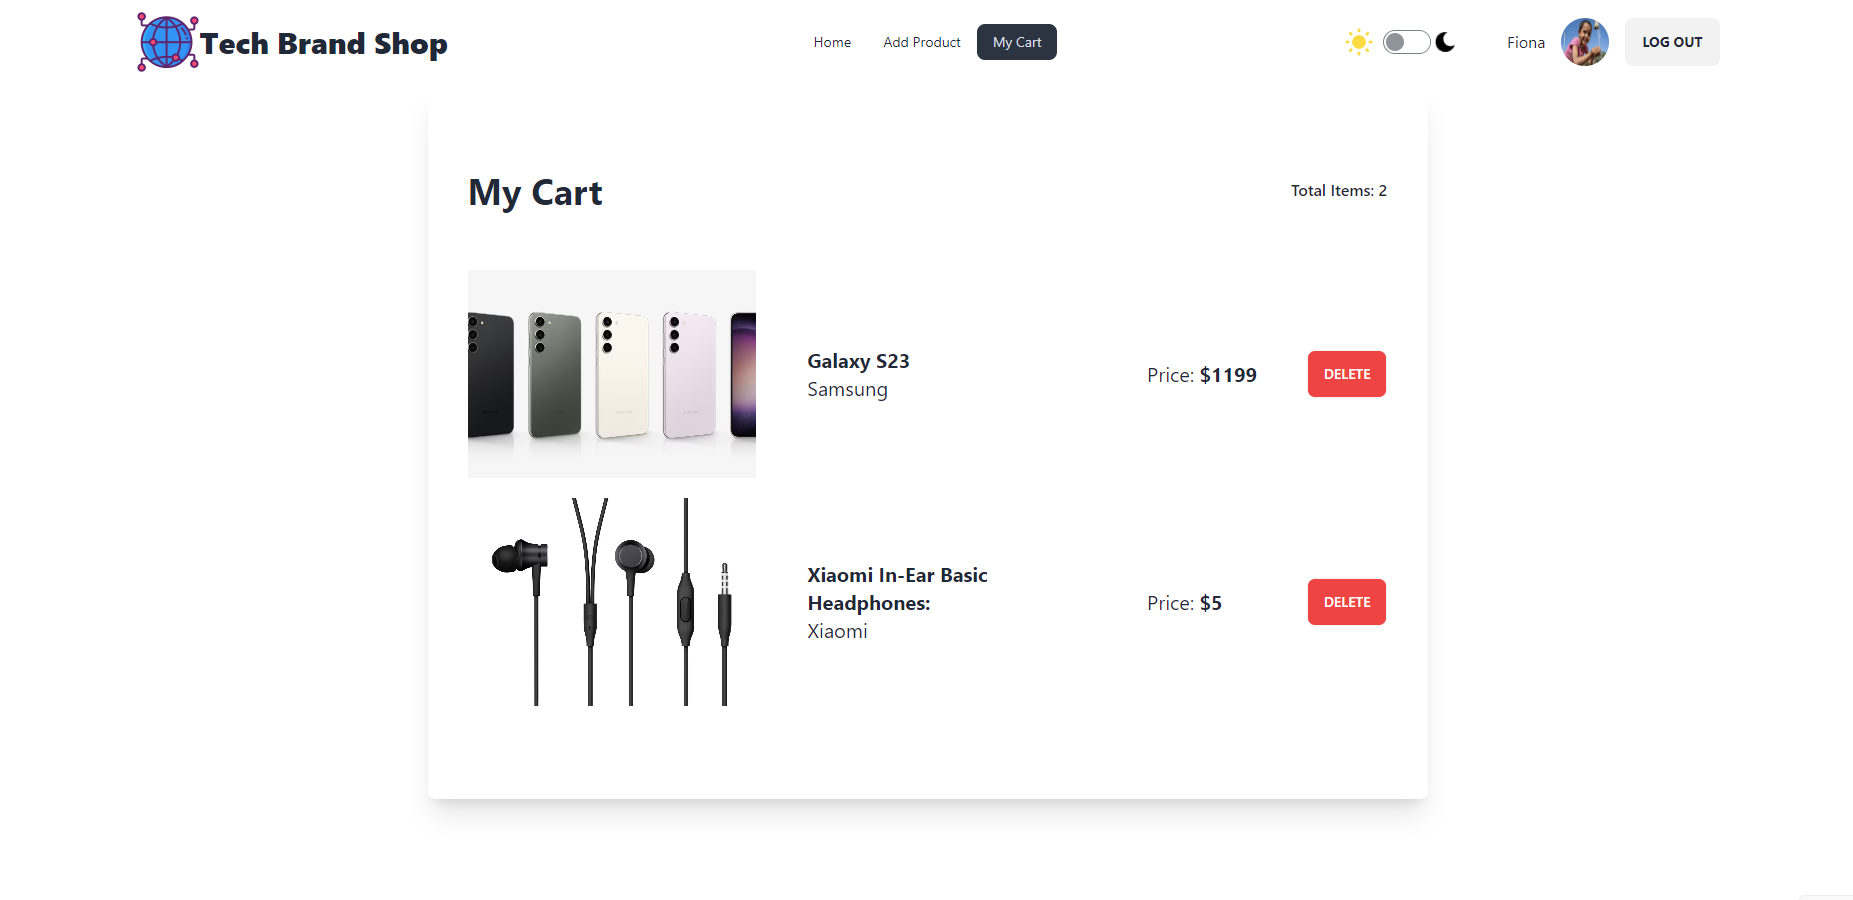 Tech Brand Shop
Home
Add Product
My Cart
Fiona
LOG OUT
My Cart
Total Items: 2
Galaxy S23
Samsung
Price: $1199
DELETE
Xiaomi In-Ear Basic
Headphones:
Xiaomi
Price: $5
DELETE